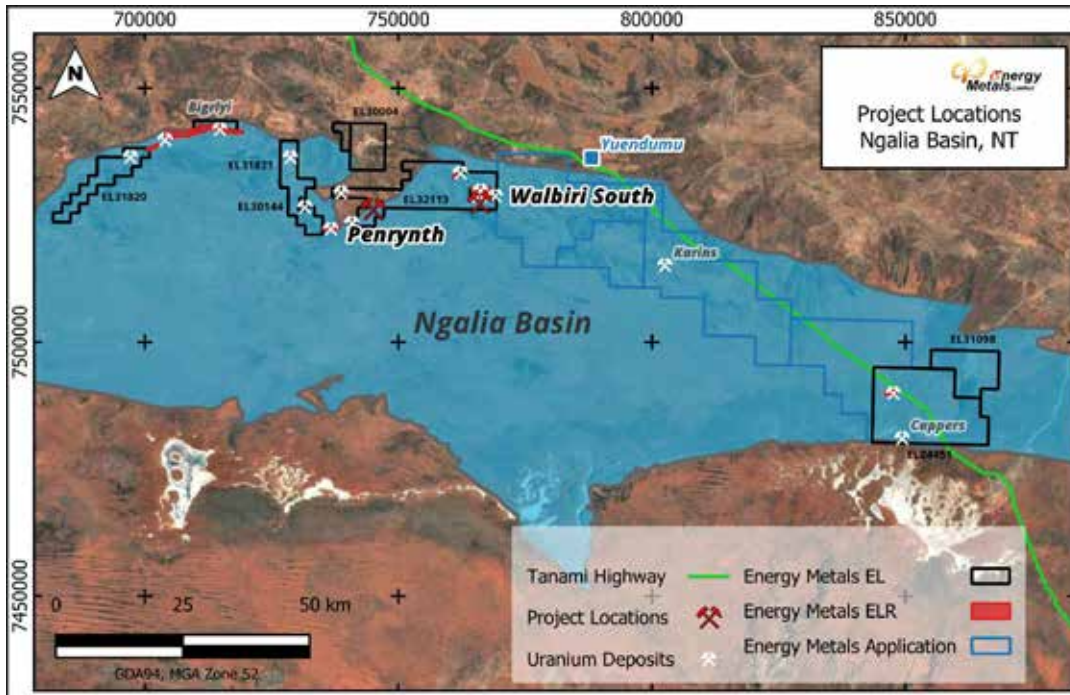 700000
750000
800000
850000
7550000
7500000
7450000
N
energy
Metals Limited
Project Locations
Ngalia Basin, NT
Bigrlyi
EL30004
Yuendumu
EL31821
EL31820
EL30144
EL32113
Walbiri South
Penrynth
Karins
Ngalia Basin
EL31098
Cappers
EL24451
Tanami Highway
Project Locations
Uranium Deposits
Energy Metals EL
Energy Metals ELR
Energy Metals Application
0
25
50 km
GDA94, MGA Zone 52